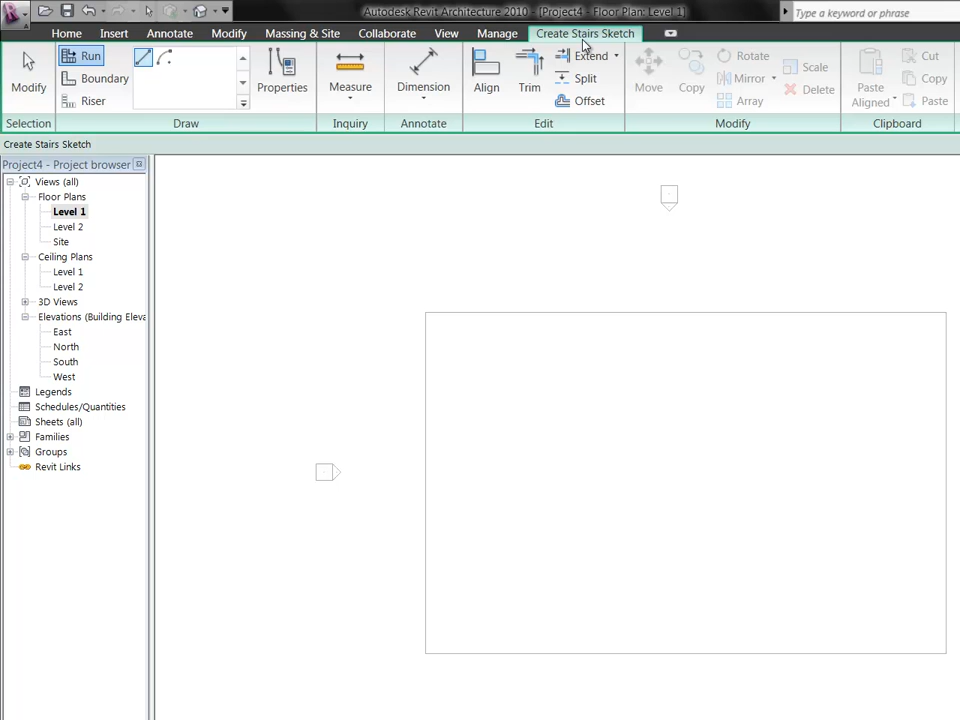 Autodesk Revit Architecture 2010 - [Project4 - Floor Plan: Level 1]
Type a keyword or phrase
Home Insert Annotate Modify Massing & Site Collaborate View Manage Create Stairs Sketch
Run Extend Rotate Cut
Boundary Split Mirror Scale Copy
Riser Offset Array Delete Paste
Modify Properties Measure Dimension Align Trim Move Copy Paste
Aligned
Selection Draw Inquiry Annotate Edit Modify Clipboard
Create Stairs Sketch
Project4 - Project browser
Views (all)
Floor Plans
Level 1
Level 2
Site
Ceiling Plans
Level 1
Level 2
3D Views
Elevations (Building Eleva
East
North
South
West
Legends
Schedules/Quantities
Sheets (all)
Families
Groups
Revit Links